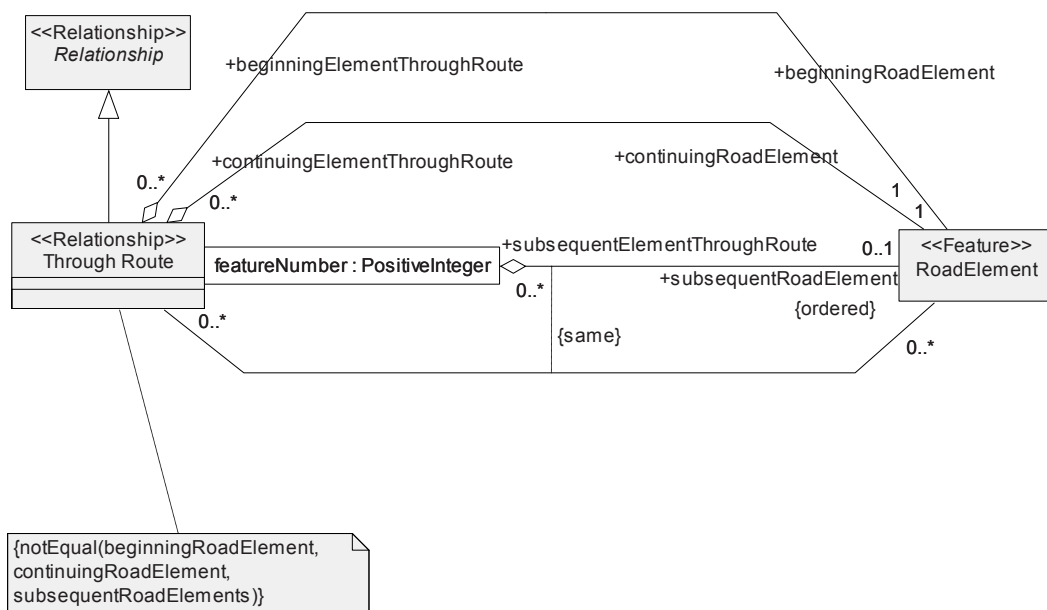 <<Relationship>>
Relationship
+beginningElementThroughRoute
+beginningRoadElement
+continuingElementThroughRoute
+continuingRoadElement
0..*
0..*
1
1
<<Relationship>>
Through Route
featureNumber : PositiveInteger
+subsequentElementThroughRoute
0..1
<<Feature>>
RoadElement
0..*
+subsequentRoadElement
{ordered}
0..*
{same}
0..*
{notEqual(beginningRoadElement,
continuingRoadElement,
subsequentRoadElements)}